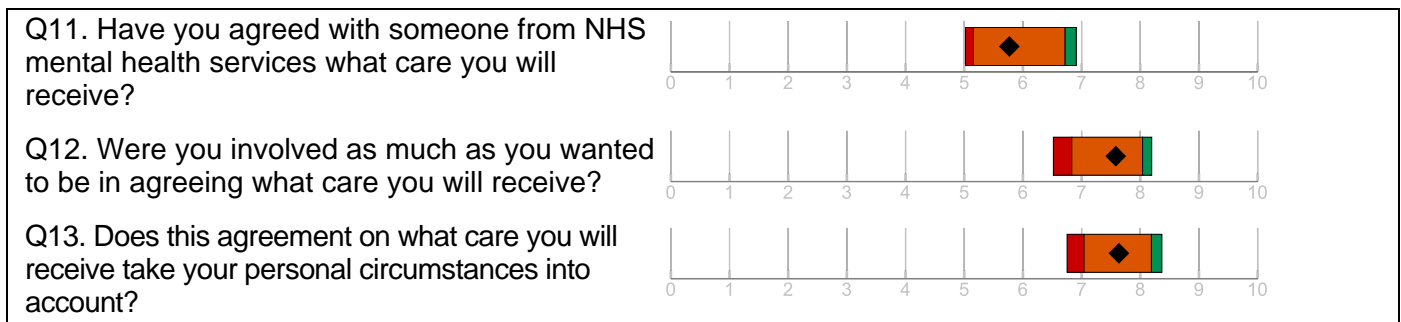 Q11. Have you agreed with someone from NHS
mental health services what care you will
receive?
0 1 2 3 4 5 6 7 8 9 10
Q12. Were you involved as much as you wanted
to be in agreeing what care you will receive?
0 1 2 3 4 5 6 7 8 9 10
Q13. Does this agreement on what care you will
receive take your personal circumstances into
account?
0 1 2 3 4 5 6 7 8 9 10